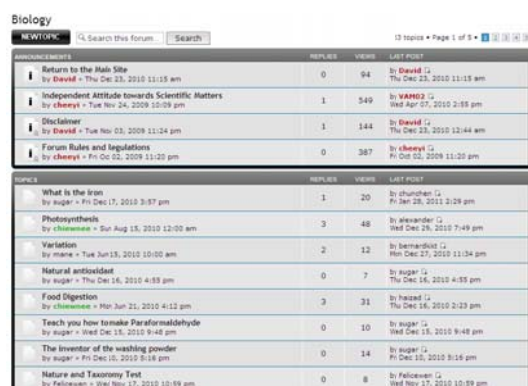 Biology
NEWTOPIC Search this forum... Search 13 topics • Page 1 of 5 • 1 2 3 4 5
ANNOUNCEMENTS REPLIES VIEWS LAST POST
Return to the Main Site
by David » Thu Dec 23, 2010 11:15 am
0 94
by David
Thu Dec 23, 2010 11:15 am
Independent Attitude towards Scientific Matters
by cheeyi » Tue Nov 24, 2009 10:09 pm
1 549
by VAM02
Wed Apr 07, 2010 2:55 pm
Disclaimer
by David » Tue Nov 03, 2009 11:24 pm
1 144
by David
Thu Dec 23, 2010 12:44 am
Forum Rules and legulations
by cheeyi » Fri Oct 02, 2009 11:20 pm
0 387
by cheeyi
Fri Oct 02, 2009 11:20 pm
TOPICS REPLIES VIEWS LAST POST
What is the iron
by sugar » Fri Dec 17, 2010 3:57 pm
1 20
by chunchen
Fri Jan 28, 2011 2:29 pm
Photosynthesis
by chiewnee » Sun Aug 15, 2010 12:00 am
3 48
by alexander
Wed Dec 29, 2010 7:49 pm
Variation
by mane » Tue Jun 15, 2010 10:00 am
2 12
by bernardkid
Mon Dec 27, 2010 11:34 pm
Natural antioxidant
by sugar » Thu Dec 16, 2010 4:55 pm
0 7
by sugar
Thu Dec 16, 2010 4:55 pm
Food Digestion
by chiewnee » Mon Jun 21, 2010 4:12 pm
3 31
by haizad
Thu Dec 16, 2010 2:23 pm
Teach you how to make Paraformaldehyde
by sugar » Wed Dec 15, 2010 9:48 pm
0 10
by sugar
Wed Dec 15, 2010 9:48 pm
The inventor of the washing powder
by sugar » Fri Dec 10, 2010 5:16 pm
0 14
by sugar
Fri Dec 10, 2010 5:16 pm
Nature and Taxonomy Test
by Felicewen » Wed Nov 17, 2010 10:59 pm
0 8
by Felicewen
Wed Nov 17, 2010 10:59 pm